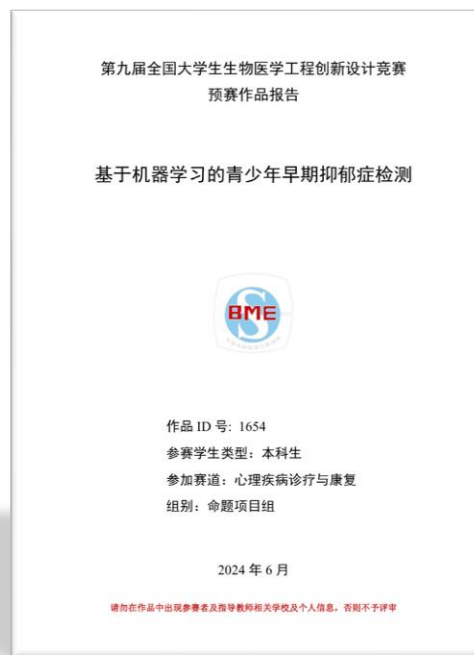 第九届全国大学生生物医学工程创新设计竞赛
预赛作品报告
基于机器学习的青少年早期抑郁症检测
BME
作品 ID 号: 1654
参赛学生类型：本科生
参加赛道：心理疾病诊疗与康复
组别：命题项目组
2024 年 6 月
请勿在作品中出现参赛者及指导教师相关学校及个人信息。否则不予评审